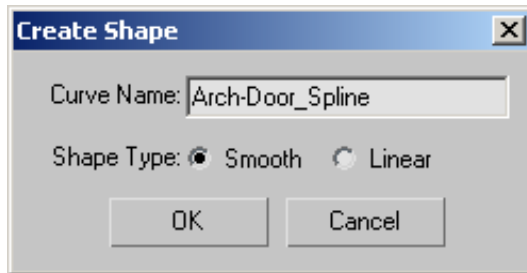 Create Shape
Curve Name: Arch-Door_Spline
Shape Type: Smooth Linear
OK Cancel